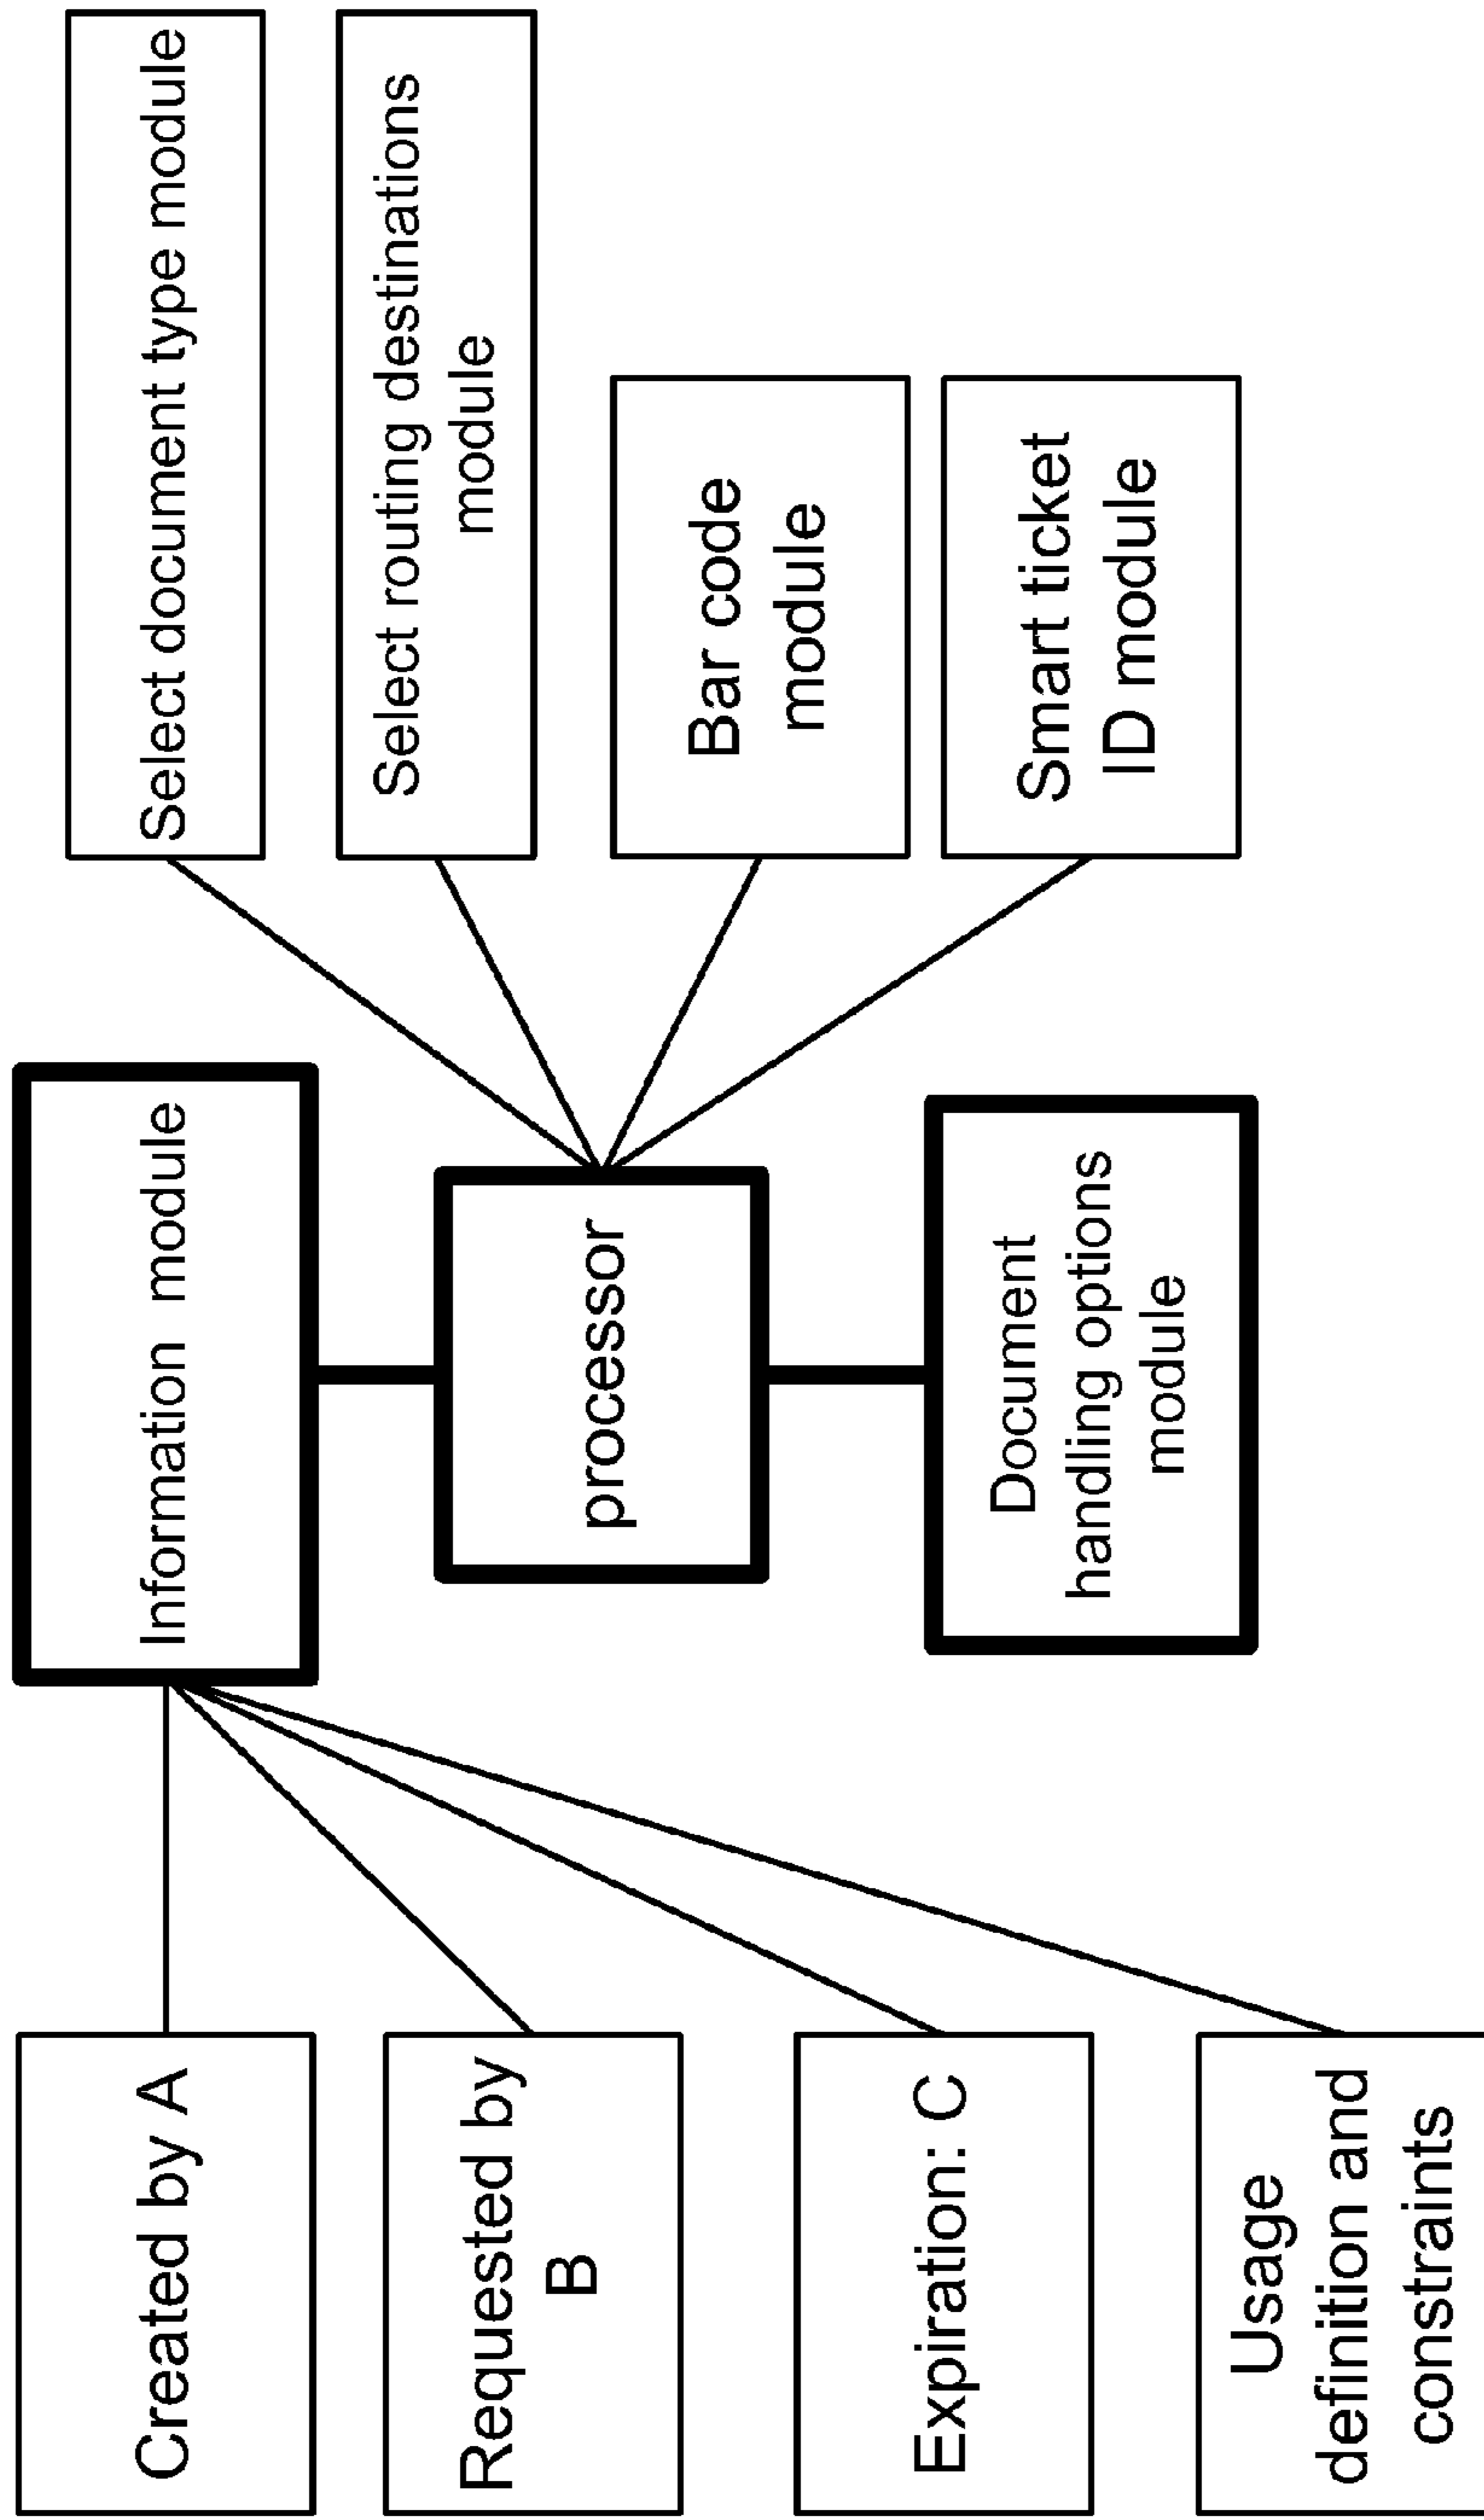 Created by A
Requested by
B
Expiration: C
Usage
definition and
constraints
Information module
processor
Document
handling options
module
Select document type module
Select routing destinations
module
Bar code
module
Smart ticket
ID module